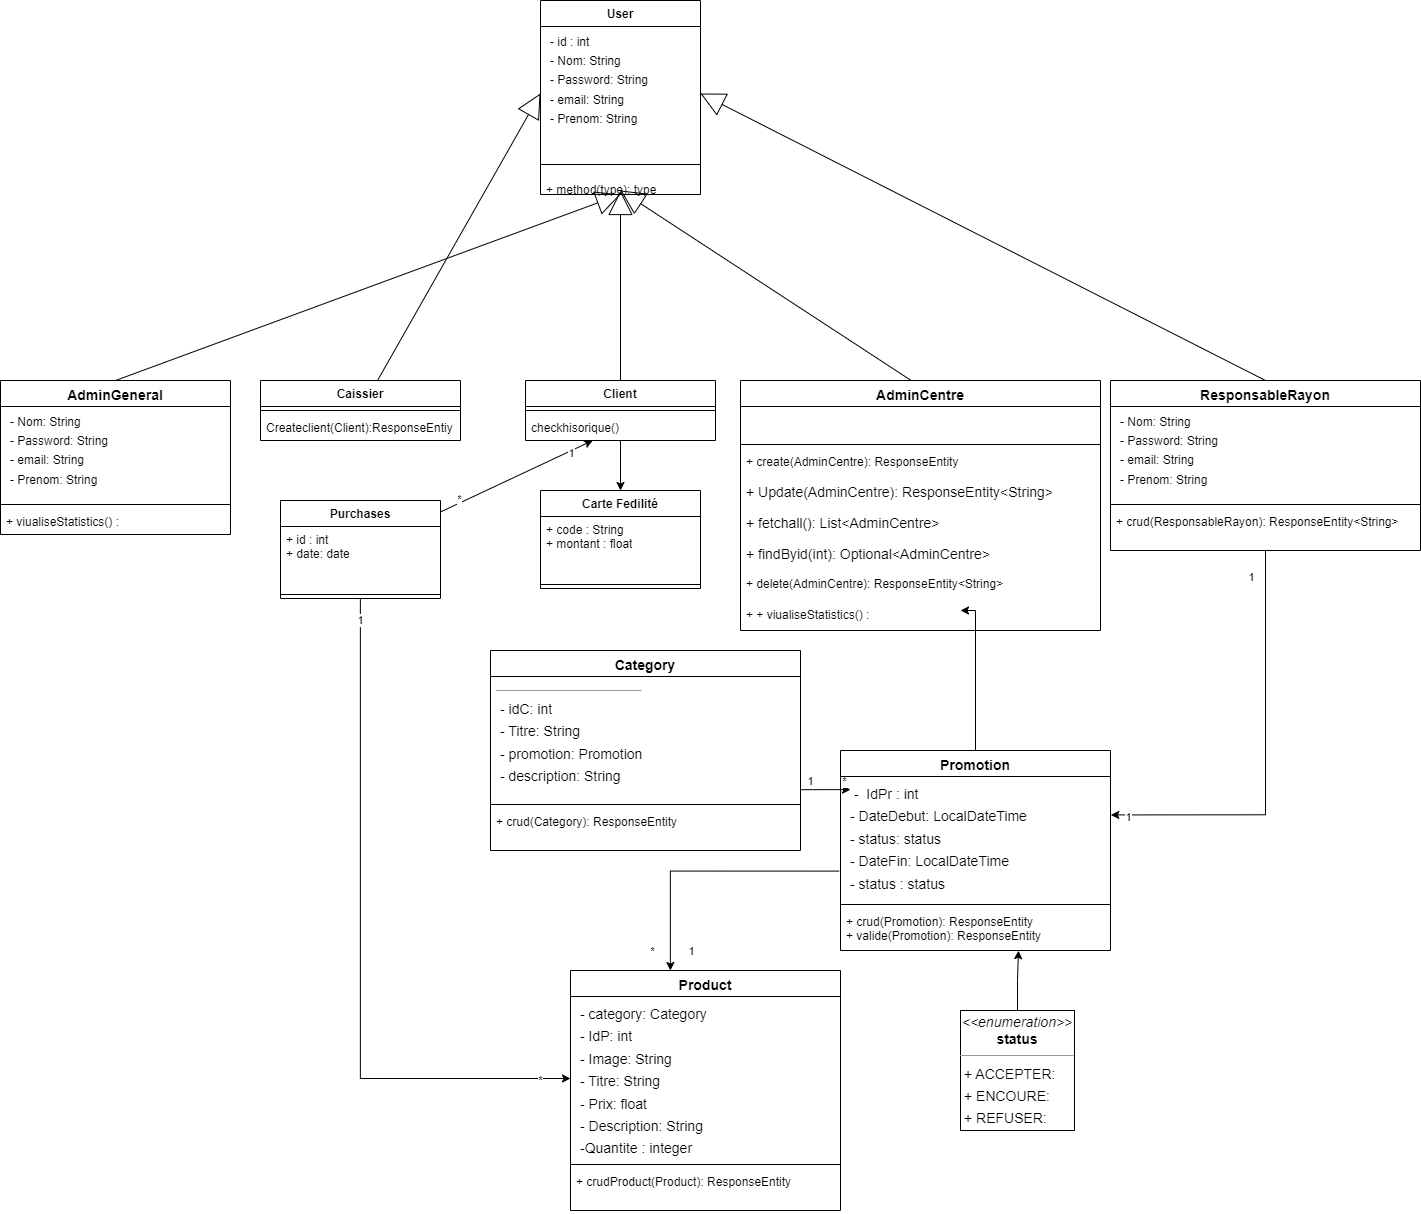 User
- id : int
- Nom: String
- Password: String
- email: String
- Prenom: String
+ method(type): type
AdminGeneral
- Nom: String
- Password: String
- email: String
- Prenom: String
+ viualiseStatistics() :
Caissier
Createclient(Client):ResponseEntiy
Client
checkhisorique()
AdminCentre
+ create(AdminCentre): ResponseEntity
+ Update(AdminCentre): ResponseEntity<String>
+ fetchall(): List<AdminCentre>
+ findByid(int): Optional<AdminCentre>
+ delete(AdminCentre): ResponseEntity<String>
+ + viualiseStatistics() :
ResponsableRayon
- Nom: String
- Password: String
- email: String
- Prenom: String
+ crud(ResponsableRayon): ResponseEntity<String>
1
*
Purchases
+ id : int
+ date: date
Carte Fedilité
+ code : String
+ montant : float
1
1
Category
- idC: int
- Titre: String
- promotion: Promotion
- description: String
+ crud(Category): ResponseEntity
1
*
Promotion
- IdPr : int
- DateDebut: LocalDateTime
- status: status
- DateFin: LocalDateTime
- status : status
+ crud(Promotion): ResponseEntity
+ valide(Promotion): ResponseEntity
1
*
1
Product
- category: Category
- IdP: int
- Image: String
- Titre: String
- Prix: float
- Description: String
-Quantite : integer
+ crudProduct(Product): ResponseEntity
*
<<enumeration>>
status
+ ACCEPTER:
+ ENCOURE:
+ REFUSER: